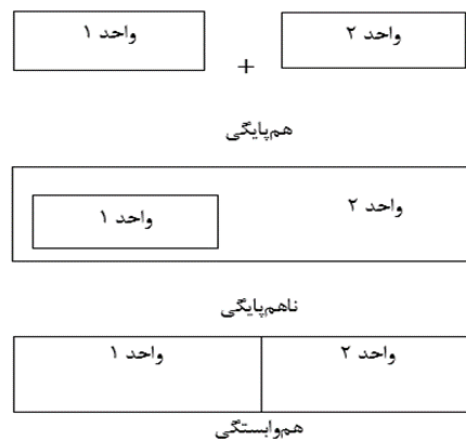 واحد ۱ + واحد ۲
هم‌پایگی
واحد ۱ واحد ۲
ناهم‌پایگی
واحد ۱ واحد ۲
هم‌وابستگی